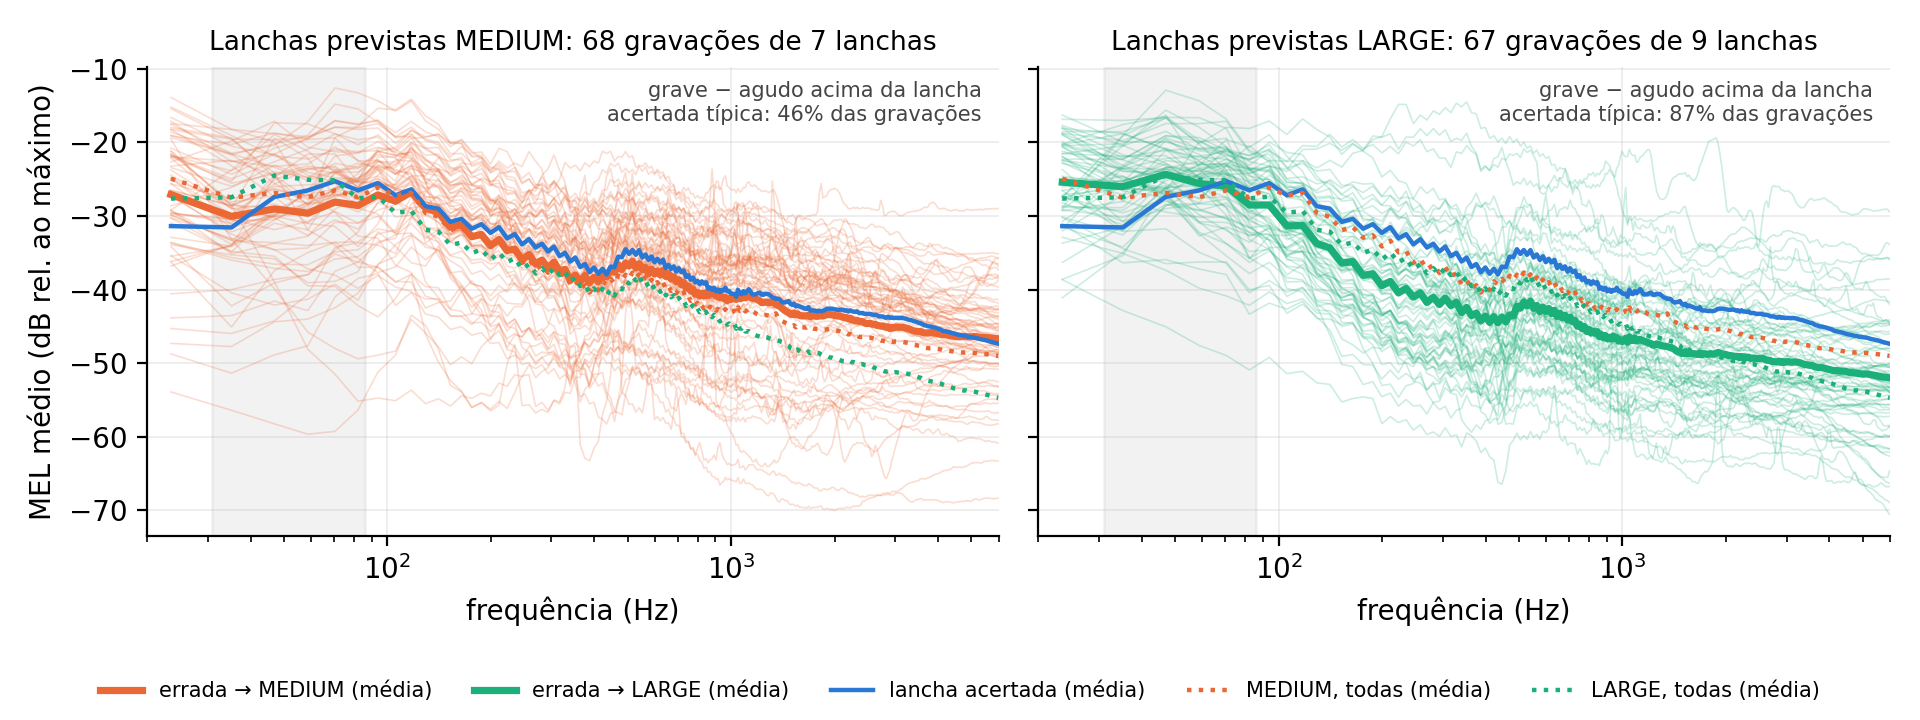 Lanchas previstas MEDIUM: 68 gravações de 7 lanchas
Lanchas previstas LARGE: 67 gravações de 9 lanchas
grave − agudo acima da lancha
acertada típica: 46% das gravações
grave − agudo acima da lancha
acertada típica: 87% das gravações
MEL médio (dB rel. ao máximo)
−10
−20
−30
−40
−50
−60
−70
10²
10³
10²
10³
frequência (Hz)
frequência (Hz)
errada → MEDIUM (média)
errada → LARGE (média)
lancha acertada (média)
MEDIUM, todas (média)
LARGE, todas (média)